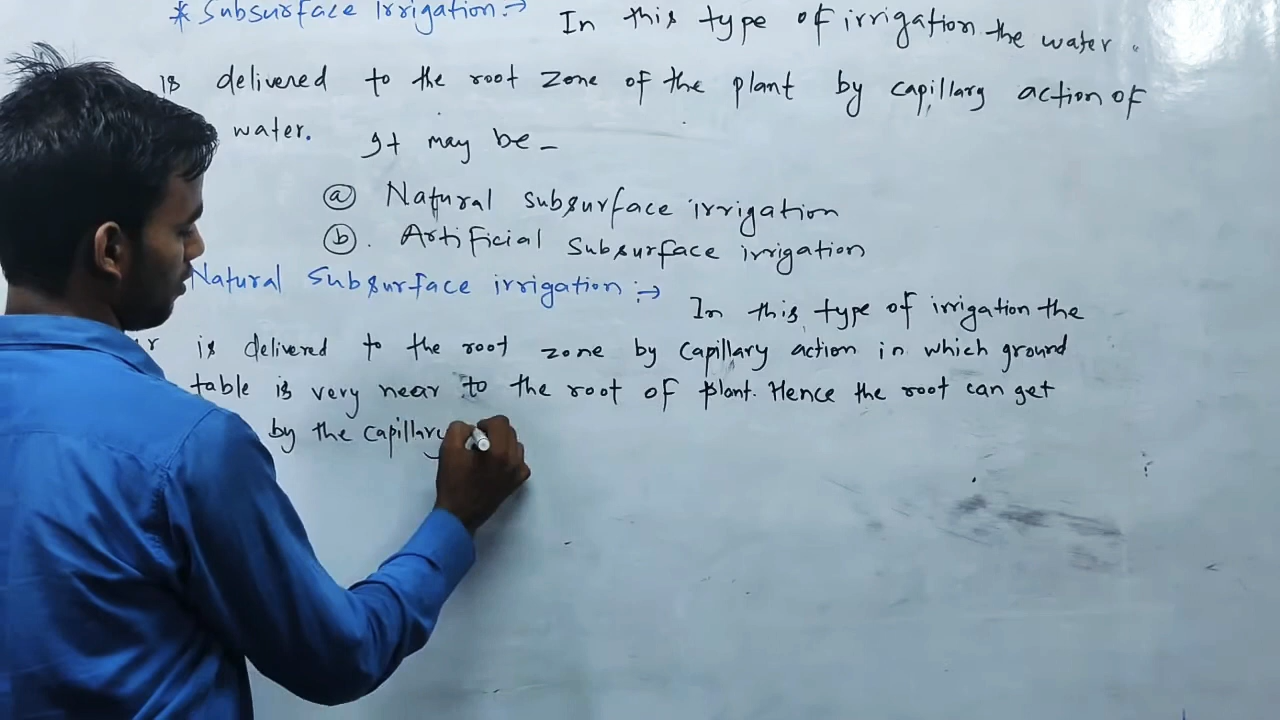 * Subsurface irrigation :→ In this type of irrigation the water
is delivered to the root zone of the plant by capillary action of
water. It may be -
(a) Natural subsurface irrigation
(b). Artificial subsurface irrigation
Natural Subsurface irrigation :→ In this type of irrigation the
is delivered to the root zone by capillary action in which ground
table is very near to the root of plant. Hence the root can get
by the capillary